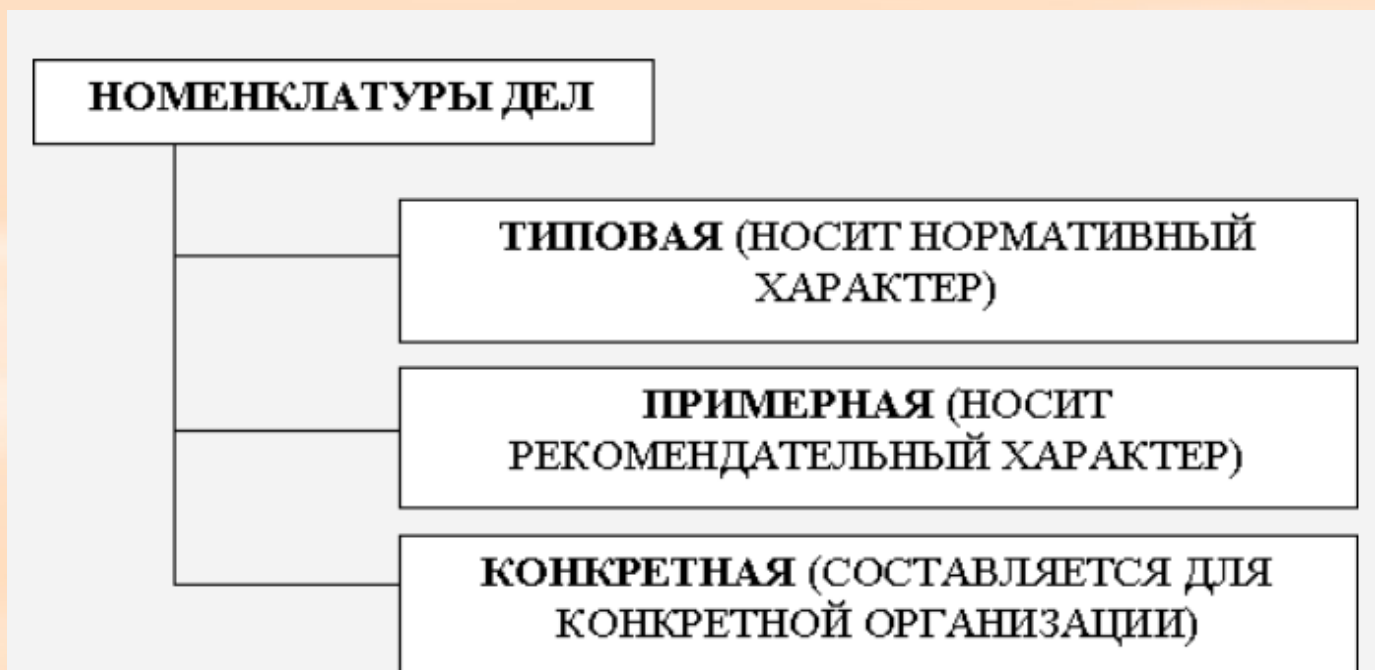 НОМЕНКЛАТУРЫ ДЕЛ
ТИПОВАЯ (НОСИТ НОРМАТИВНЫЙ
ХАРАКТЕР)
ПРИМЕРНАЯ (НОСИТ
РЕКОМЕНДАТЕЛЬНЫЙ ХАРАКТЕР)
КОНКРЕТНАЯ (СОСТАВЛЯЕТСЯ ДЛЯ
КОНКРЕТНОЙ ОРГАНИЗАЦИИ)